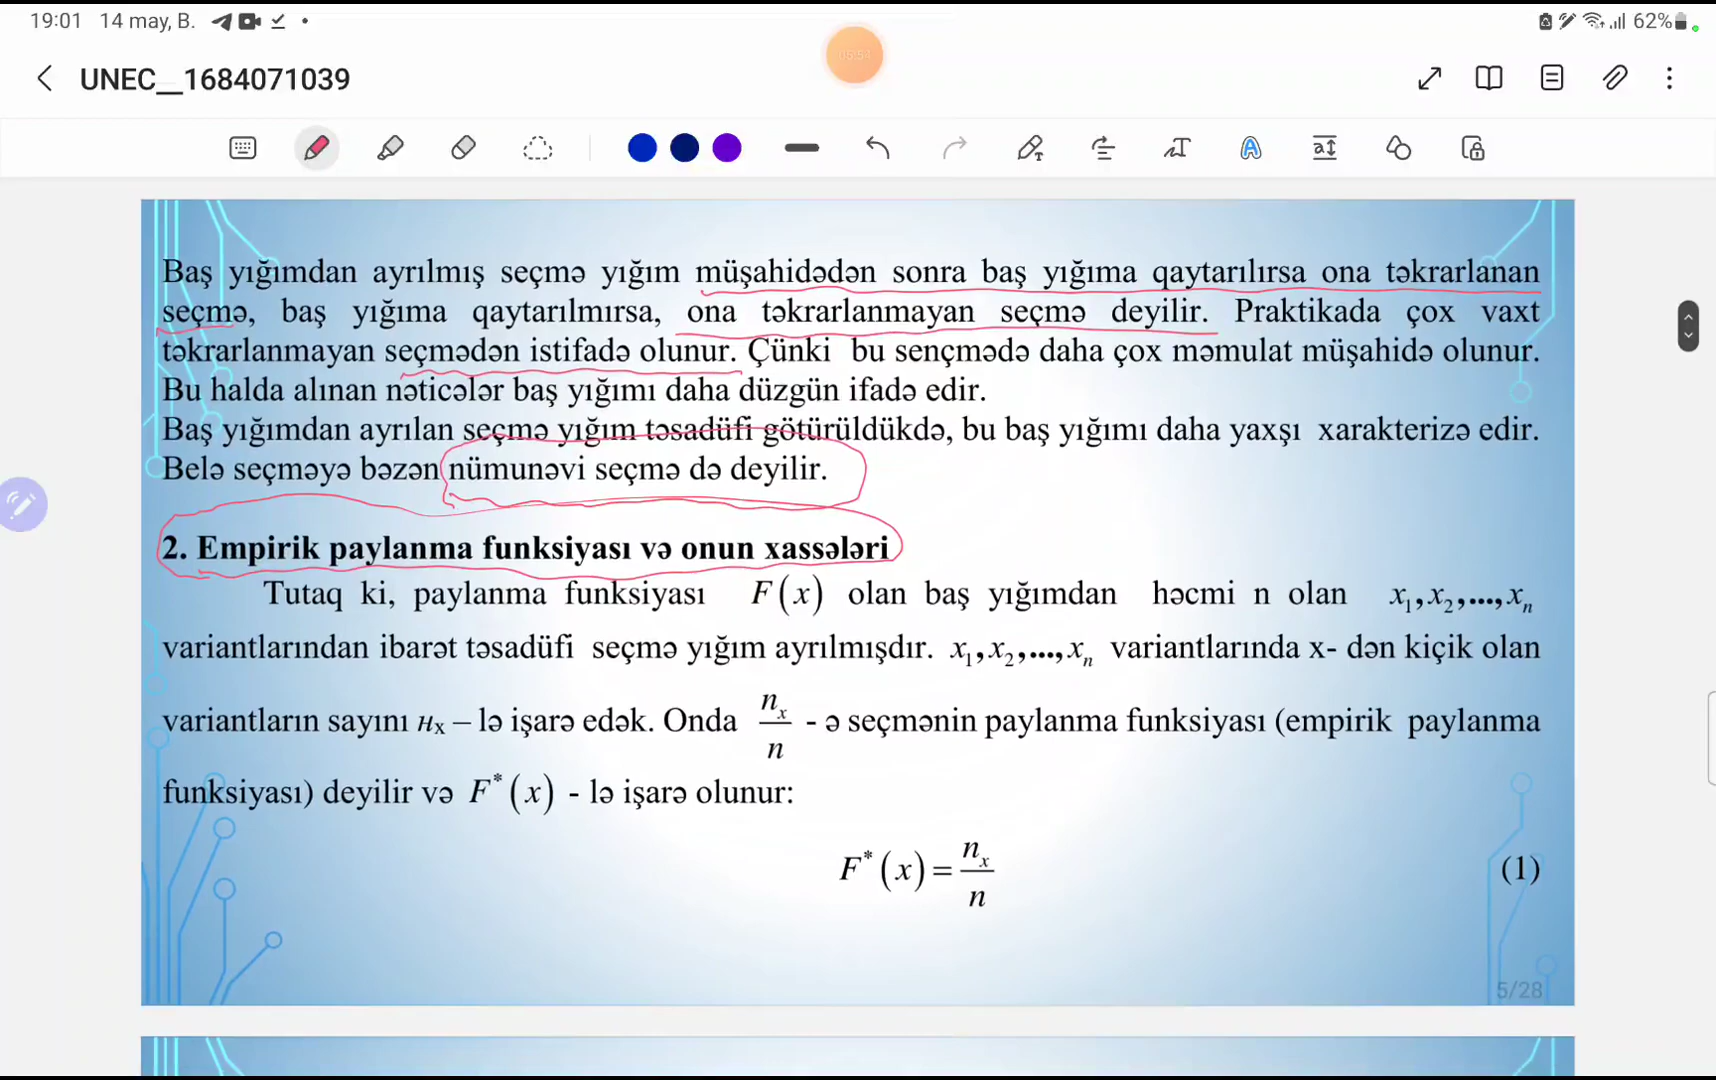 19:01 14 may, B.
62%
05:54
UNEC__1684071039
Baş yığımdan ayrılmış seçmə yığım müşahidədən sonra baş yığıma qaytarılırsa ona təkrarlanan
seçmə, baş yığıma qaytarılmırsa, ona təkrarlanmayan seçmə deyilir. Praktikada çox vaxt
təkrarlanmayan seçmədən istifadə olunur. Çünki bu sençmədə daha çox məmulat müşahidə olunur.
Bu halda alınan nəticələr baş yığımı daha düzgün ifadə edir.
Baş yığımdan ayrılan seçmə yığım təsadüfi götürüldükdə, bu baş yığımı daha yaxşı xarakterizə edir.
Belə seçməyə bəzən nümunəvi seçmə də deyilir.
2. Empirik paylanma funksiyası və onun xassələri
Tutaq ki, paylanma funksiyası F(x) olan baş yığımdan həcmi n olan x₁,x₂,...,xₙ
variantlarından ibarət təsadüfi seçmə yığım ayrılmışdır. x₁,x₂,...,xₙ variantlarında x- dən kiçik olan
variantların sayını нₓ – lə işarə edək. Onda nₓ/n - ə seçmənin paylanma funksiyası (empirik paylanma
funksiyası) deyilir və F*(x) - lə işarə olunur:
F*(x)=nₓ/n (1)
5/28